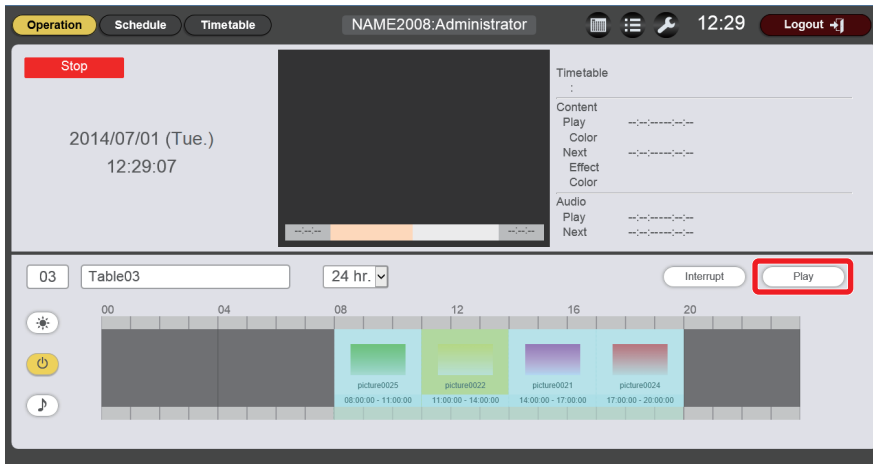 Operation Schedule Timetable NAME2008:Administrator 12:29 Logout
Stop
2014/07/01 (Tue.)
12:29:07
--:--:-- --:--:--
Timetable
:
Content
Play --:--:-----:--:--
Color
Next --:--:-----:--:--
Effect
Color
Audio
Play --:--:-----:--:--
Next --:--:-----:--:--
03 Table03 24 hr. Interrupt Play
00 04 08 12 16 20
picture0025 picture0022 picture0021 picture0024
08:00:00 - 11:00:00 11:00:00 - 14:00:00 14:00:00 - 17:00:00 17:00:00 - 20:00:00